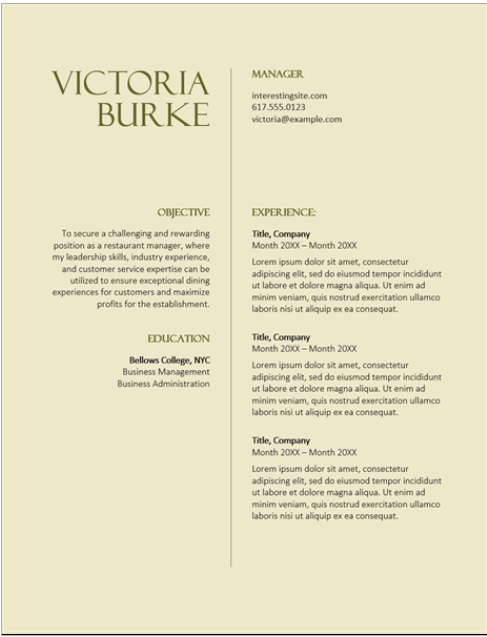 VICTORIA
BURKE
MANAGER
interestingsite.com
617.555.0123
victoria@example.com
OBJECTIVE
To secure a challenging and rewarding
position as a restaurant manager, where
my leadership skills, industry experience,
and customer service expertise can be
utilized to ensure exceptional dining
experiences for customers and maximize
profits for the establishment.
EDUCATION
Bellows College, NYC
Business Management
Business Administration
EXPERIENCE:
Title, Company
Month 20XX – Month 20XX
Lorem ipsum dolor sit amet, consectetur
adipiscing elit, sed do eiusmod tempor incididunt
ut labore et dolore magna aliqua. Ut enim ad
minim veniam, quis nostrud exercitation ullamco
laboris nisi ut aliquip ex ea consequat.
Title, Company
Month 20XX – Month 20XX
Lorem ipsum dolor sit amet, consectetur
adipiscing elit, sed do eiusmod tempor incididunt
ut labore et dolore magna aliqua. Ut enim ad
minim veniam, quis nostrud exercitation ullamco
laboris nisi ut aliquip ex ea consequat.
Title, Company
Month 20XX – Month 20XX
Lorem ipsum dolor sit amet, consectetur
adipiscing elit, sed do eiusmod tempor incididunt
ut labore et dolore magna aliqua. Ut enim ad
minim veniam, quis nostrud exercitation ullamco
laboris nisi ut aliquip ex ea consequat.